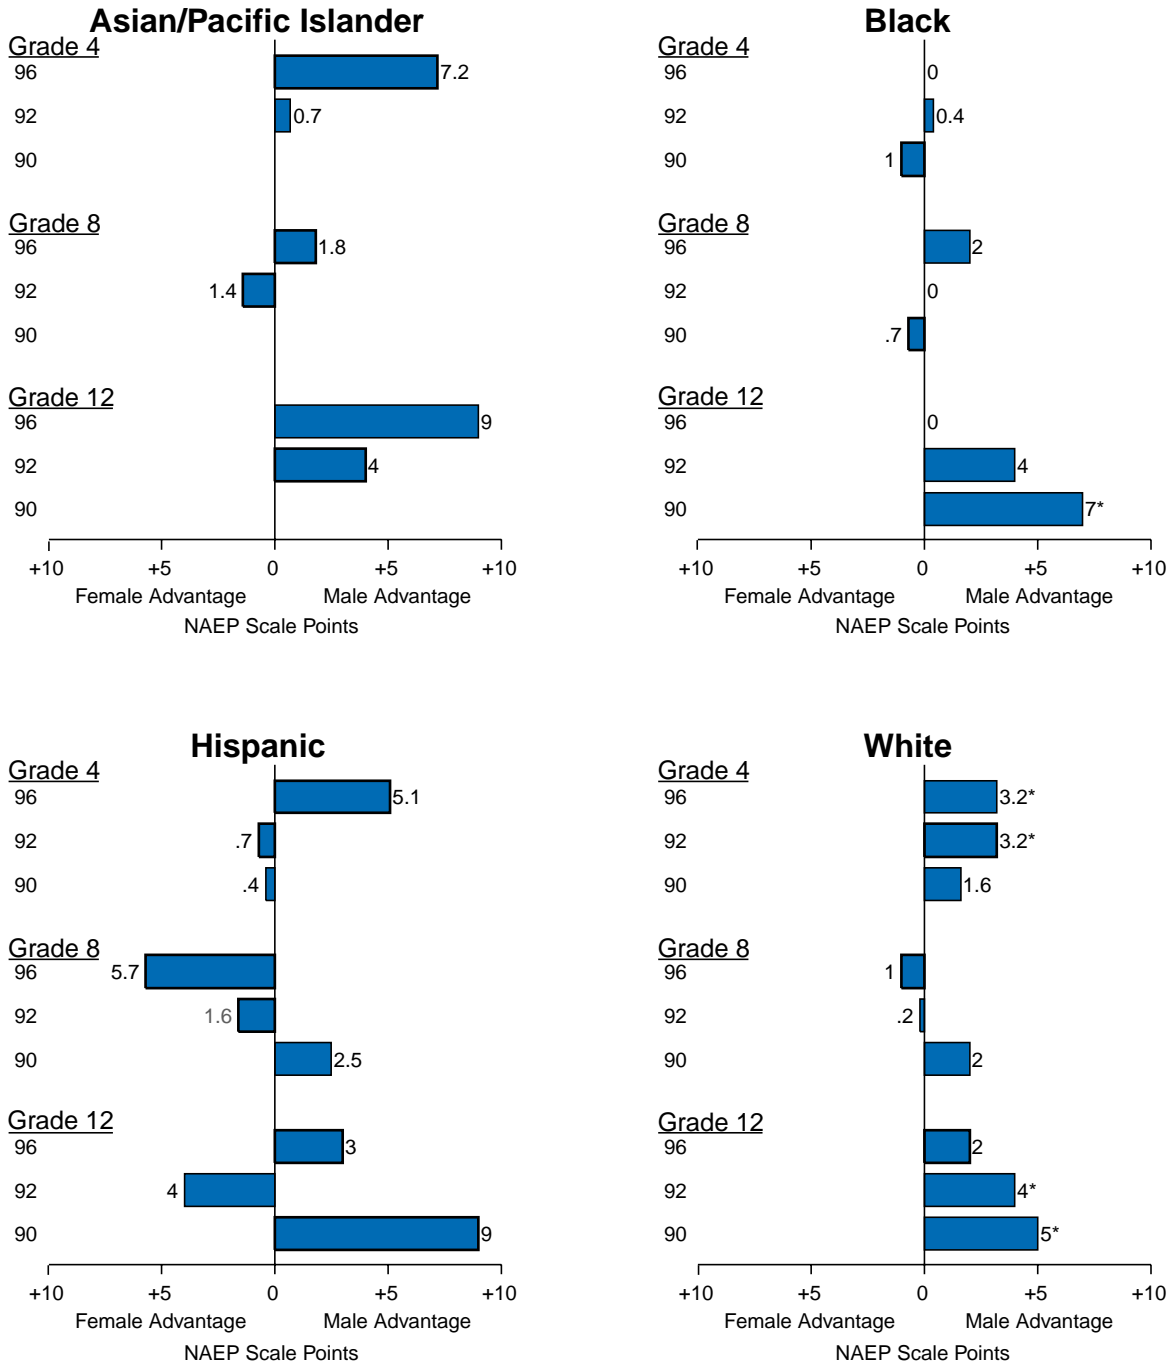 Asian/Pacific Islander
Grade 4
96 7.2
92 0.7
90
Grade 8
96 1.8
92 1.4
90
Grade 12
96 9
92 4
90
+10 +5 0 +5 +10
Female Advantage Male Advantage
NAEP Scale Points
Black
Grade 4
96 0
92 0.4
90 1
Grade 8
96 2
92 0
90 .7
Grade 12
96 0
92 4
90 7*
+10 +5 0 +5 +10
Female Advantage Male Advantage
NAEP Scale Points
Hispanic
Grade 4
96 5.1
92 .7
90 .4
Grade 8
96 5.7
92 1.6
90 2.5
Grade 12
96 3
92 4
90 9
+10 +5 0 +5 +10
Female Advantage Male Advantage
NAEP Scale Points
White
Grade 4
96 3.2*
92 3.2*
90 1.6
Grade 8
96 1
92 .2
90 2
Grade 12
96 2
92 4*
90 5*
+10 +5 0 +5 +10
Female Advantage Male Advantage
NAEP Scale Points